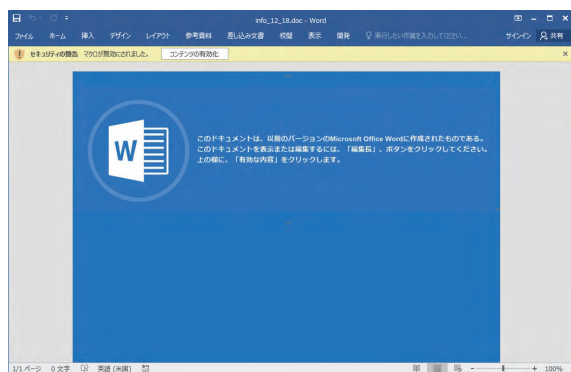 info_12_18.doc - Word
ファイル ホーム 挿入 デザイン レイアウト 参考資料 差し込み文書 校閲 表示 開発 実行したい作業を入力してください... サインイン 共有
セキュリティの警告 マクロが無効にされました。 コンテンツの有効化
W
このドキュメントは、以前のバージョンのMicrosoft Office Wordに作成されたものである。
このドキュメントを表示または編集するには、「編集長」、ボタンをクリックしてください。
上の欄に、「有効な内容」をクリックします。
1/1 ページ 0 文字 英語 (米国) 100%